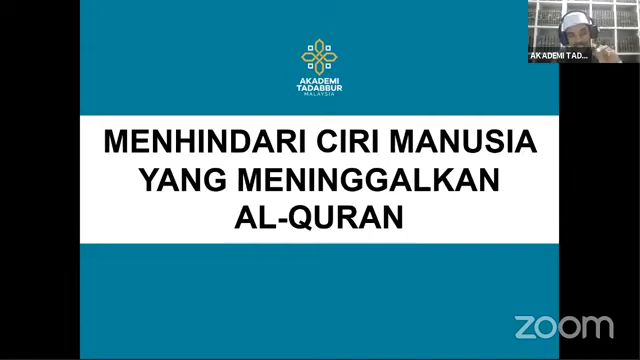 AKADEMI
TADABBUR
MALAYSIA
AKADEMI TAD...
MENHINDARI CIRI MANUSIA
YANG MENINGGALKAN
AL-QURAN
zoom